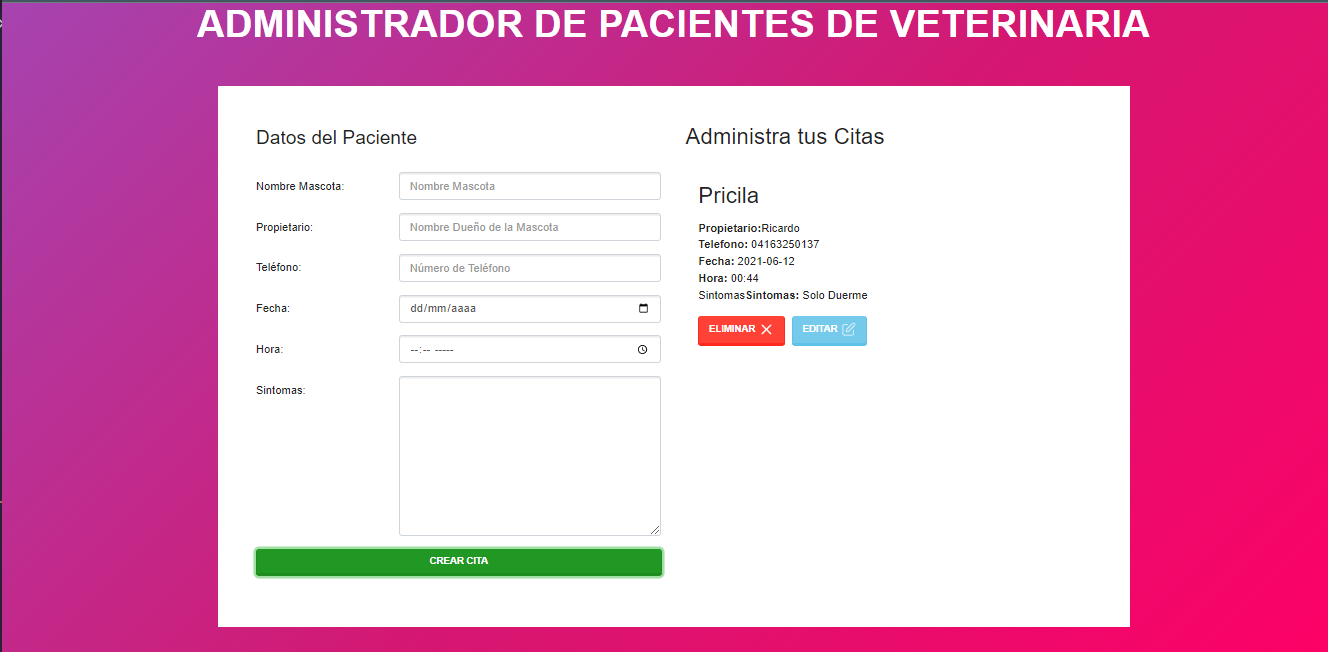 ADMINISTRADOR DE PACIENTES DE VETERINARIA
Datos del Paciente
Nombre Mascota:
Nombre Mascota
Propietario:
Nombre Dueño de la Mascota
Teléfono:
Número de Teléfono
Fecha:
dd/mm/aaaa
Hora:
--:-- -----
Sintomas:
CREAR CITA
Administra tus Citas
Pricila
Propietario:Ricardo
Telefono: 04163250137
Fecha: 2021-06-12
Hora: 00:44
SintomasSintomas: Solo Duerme
ELIMINAR
EDITAR